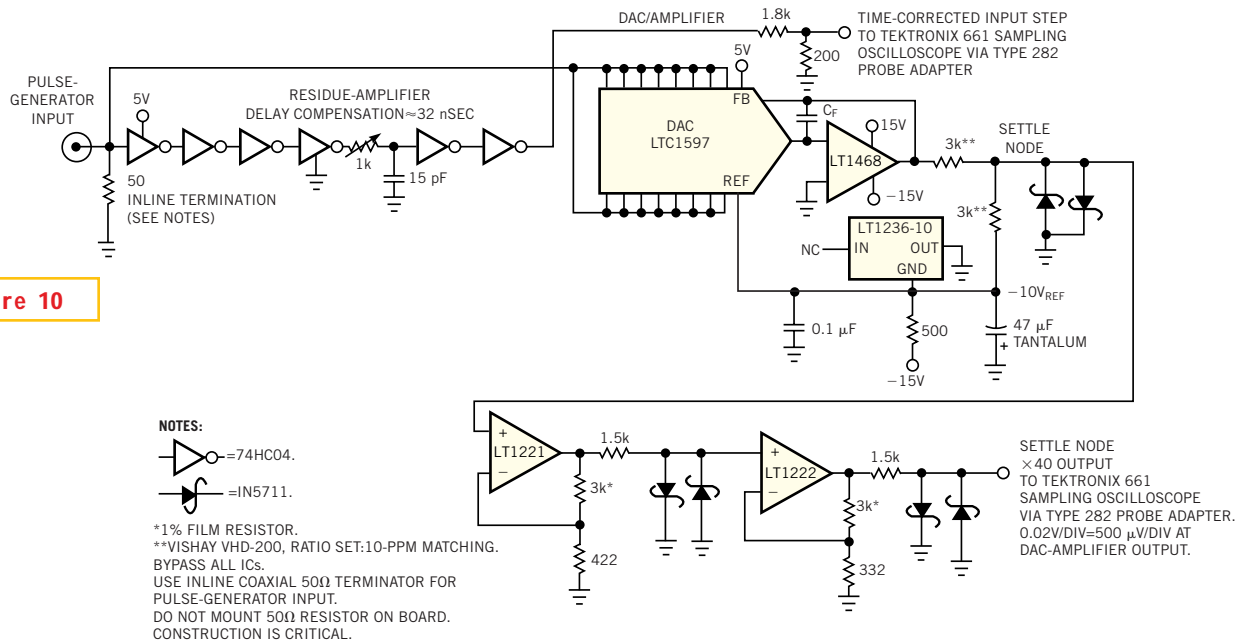 DAC/AMPLIFIER
1.8k
TIME-CORRECTED INPUT STEP
TO TEKTRONIX 661 SAMPLING
OSCILLOSCOPE VIA TYPE 282
PROBE ADAPTER
200
5V
PULSE-
GENERATOR
INPUT
5V
RESIDUE-AMPLIFIER
DELAY COMPENSATION≈32 nSEC
1k
15 pF
50
INLINE TERMINATION
(SEE NOTES)
FB
DAC
LTC1597
REF
CF
15V
LT1468
−15V
3k**
SETTLE
NODE
3k**
LT1236-10
NC
IN
OUT
GND
−10VREF
0.1 µF
500
47 µF
+
TANTALUM
−15V
re 10
+
LT1221
−
1.5k
3k*
422
+
LT1222
−
1.5k
3k*
332
SETTLE NODE
×40 OUTPUT
TO TEKTRONIX 661
SAMPLING OSCILLOSCOPE
VIA TYPE 282 PROBE ADAPTER.
0.02V/DIV=500 µV/DIV AT
DAC-AMPLIFIER OUTPUT.
NOTES:
=74HC04.
=IN5711.
*1% FILM RESISTOR.
**VISHAY VHD-200, RATIO SET:10-PPM MATCHING.
BYPASS ALL ICs.
USE INLINE COAXIAL 50Ω TERMINATOR FOR
PULSE-GENERATOR INPUT.
DO NOT MOUNT 50Ω RESISTOR ON BOARD.
CONSTRUCTION IS CRITICAL.